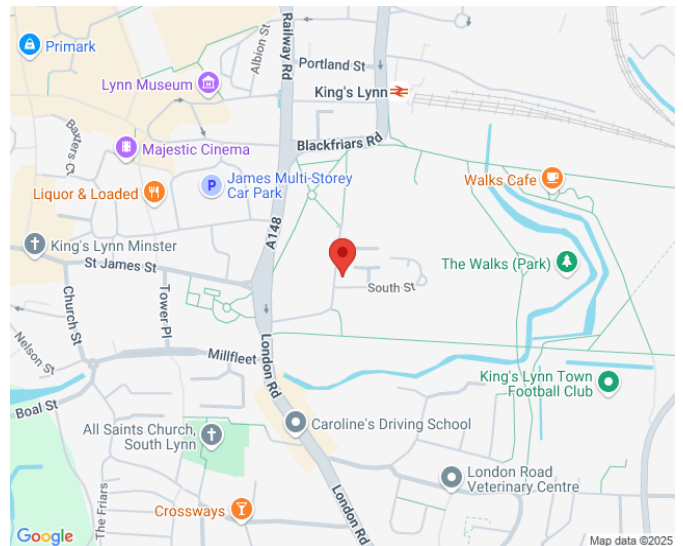 Primark
Albion St
Railway Rd
Portland St
Lynn Museum
King's Lynn
Baxters Ct
Majestic Cinema
Blackfriars Rd
James Multi-Storey
Car Park
Liquor & Loaded
Walks Cafe
A148
King's Lynn Minster
St James St
The Walks (Park)
South St
Church St
Tower Pl
Nelson St
Millfleet
London Rd
King's Lynn Town
Football Club
Boal St
All Saints Church,
South Lynn
Caroline's Driving School
London Road
Veterinary Centre
The Friars
Crossways
London Rd
Google
Map data ©2025